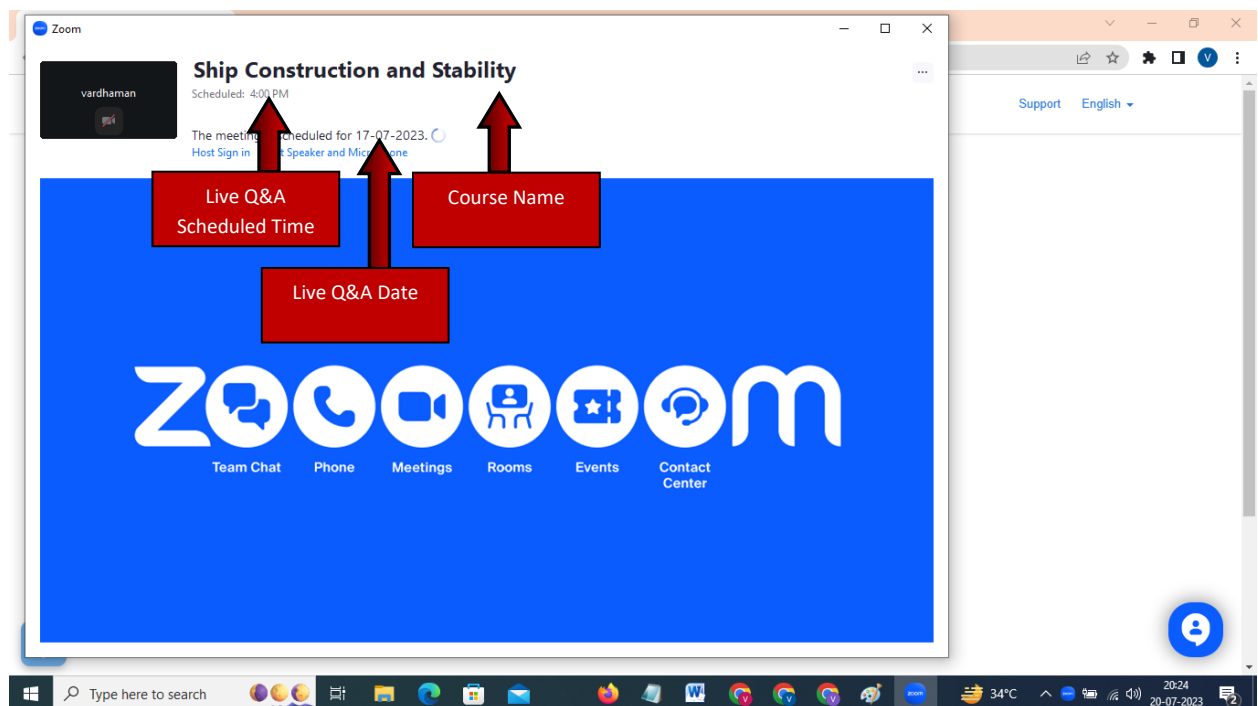 Zoom
Ship Construction and Stability
vardhaman
Scheduled: 4:00 PM
Support English
The meeting scheduled for 17-07-2023.
Host Sign in Speaker and
Live Q&A
Scheduled Time
Course Name
Live Q&A Date
zoooom
Team Chat Phone Meetings Rooms Events Contact
Center
Type here to search
34°C
20:24
20-07-2023